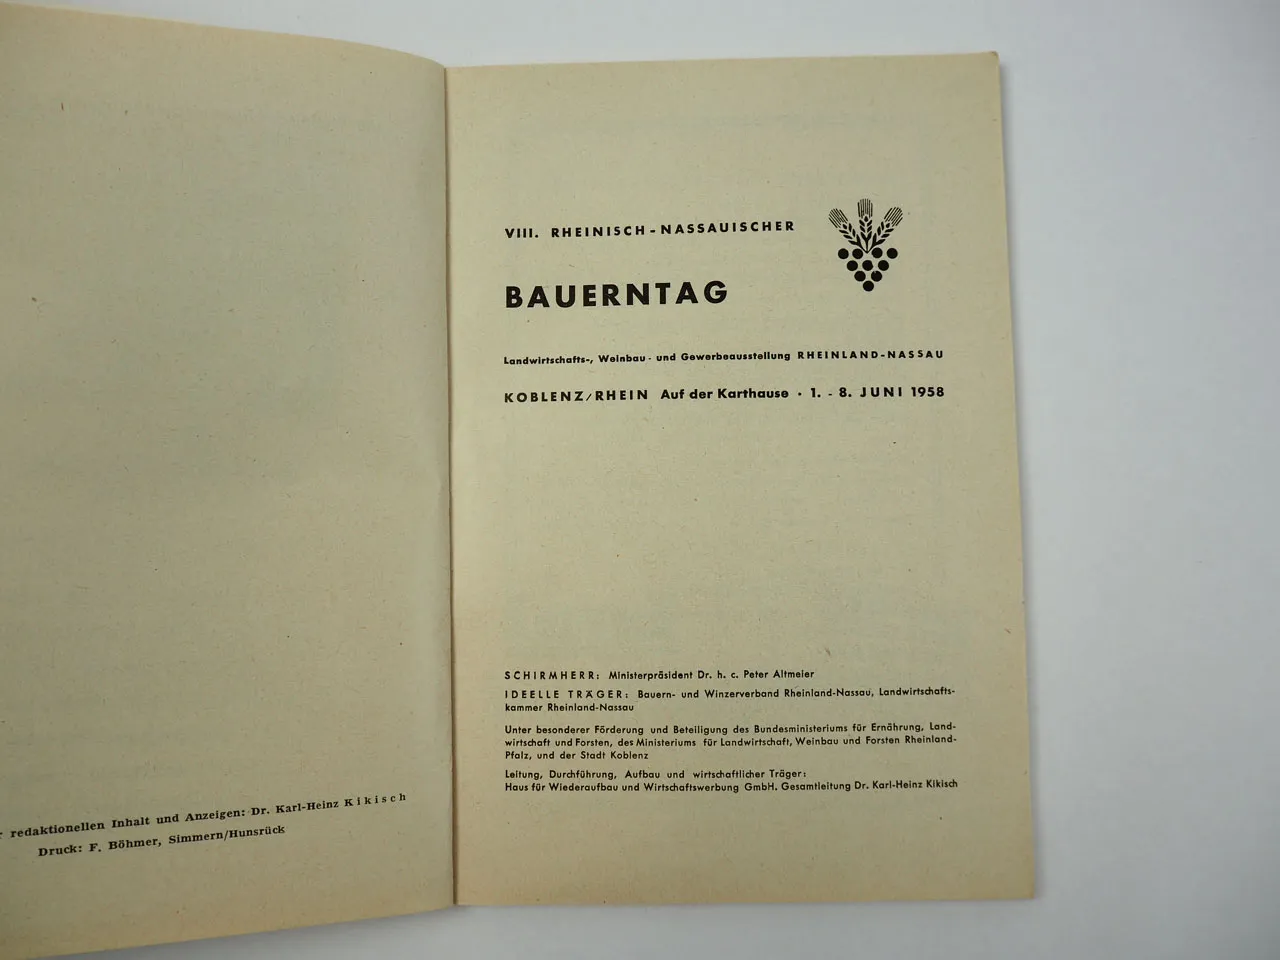 redaktionellen Inhalt und Anzeigen: Dr. Karl-Heinz Kikisch
Druck: F. Böhmer, Simmern/Hunsrück
VIII. RHEINISCH-NASSAUISCHER
BAUERNTAG
Landwirtschafts-, Weinbau- und Gewerbeausstellung RHEINLAND-NASSAU
KOBLENZ/RHEIN Auf der Karthause · 1. - 8. JUNI 1958
SCHIRMHERR: Ministerpräsident Dr. h. c. Peter Altmeier
IDEELLE TRÄGER: Bauern- und Winzerverband Rheinland-Nassau, Landwirtschafts-
kammer Rheinland-Nassau
Unter besonderer Förderung und Beteiligung des Bundesministeriums für Ernährung, Land-
wirtschaft und Forsten, des Ministeriums für Landwirtschaft, Weinbau und Forsten Rheinland-
Pfalz, und der Stadt Koblenz
Leitung, Durchführung, Aufbau und wirtschaftlicher Träger:
Haus für Wiederaufbau und Wirtschaftswerbung GmbH. Gesamtleitung Dr. Karl-Heinz Kikisch